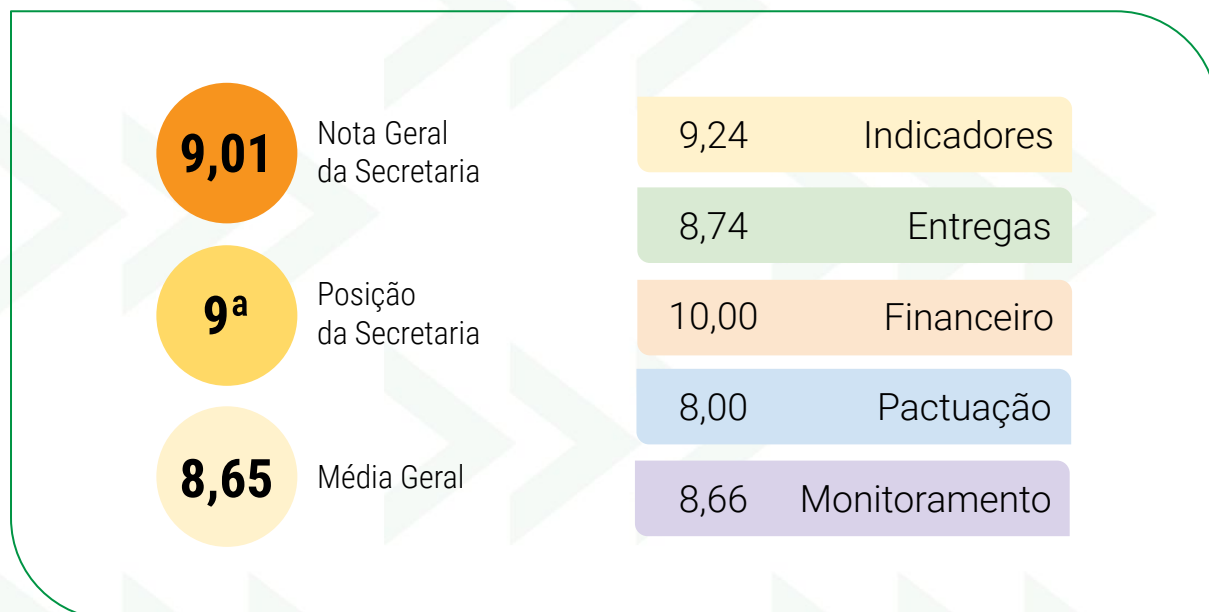 9,01
Nota Geral
da Secretaria
9ª
Posição
da Secretaria
8,65
Média Geral
9,24 Indicadores
8,74 Entregas
10,00 Financeiro
8,00 Pactuação
8,66 Monitoramento